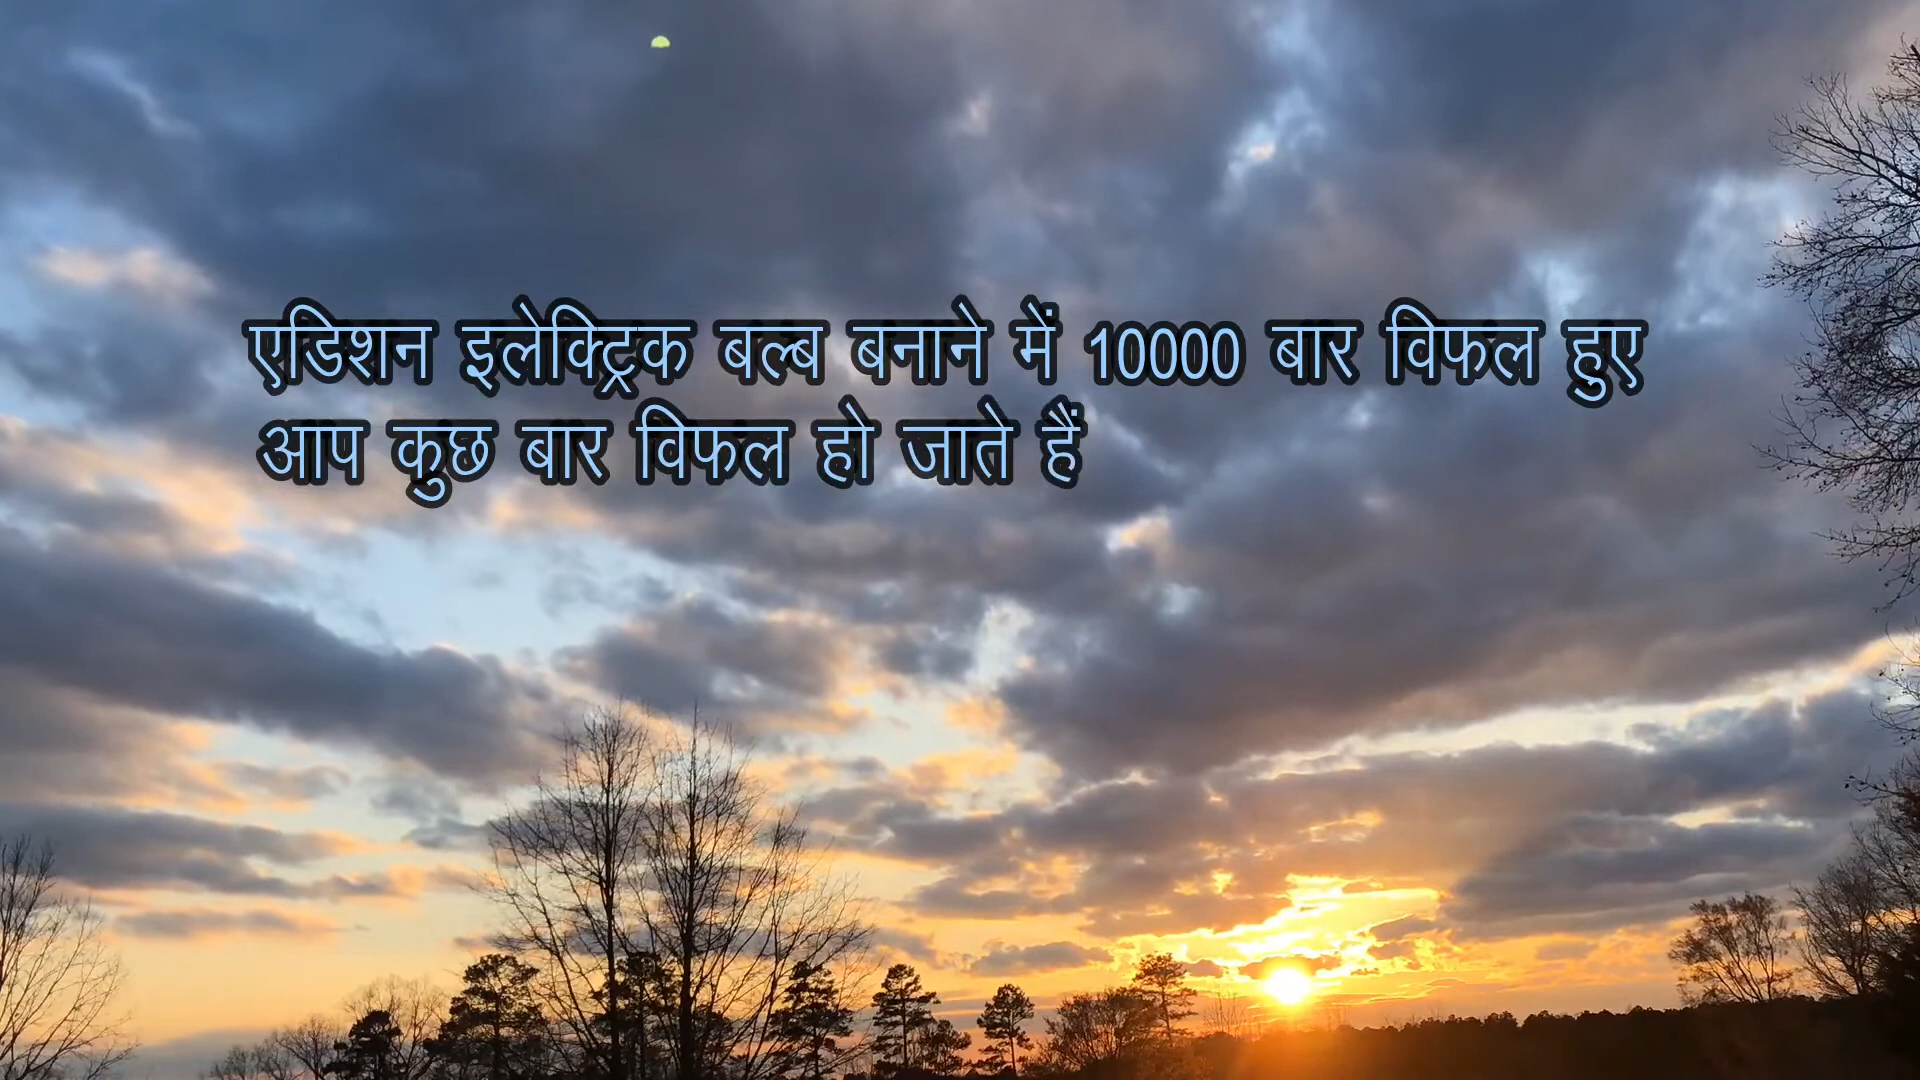 एडिशन इलेक्ट्रिक बल्ब बनाने में 10000 बार विफल हुए
आप कुछ बार विफल हो जाते हैं